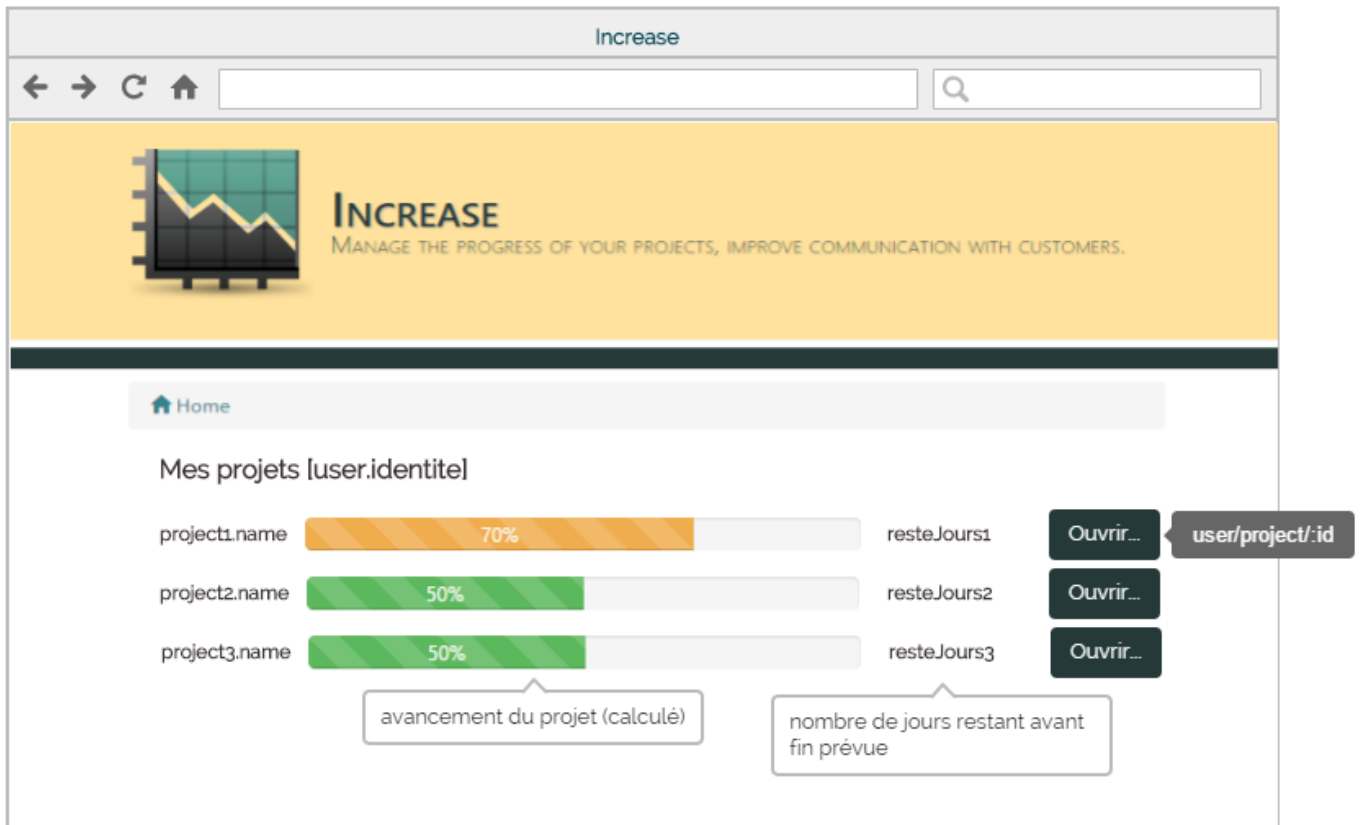 Increase
INCREASE
MANAGE THE PROGRESS OF YOUR PROJECTS, IMPROVE COMMUNICATION WITH CUSTOMERS.
Home
Mes projets [user.identite]
project1.name 70% resteJours1 Ouvrir... user/project/:id
project2.name 50% resteJours2 Ouvrir...
project3.name 50% resteJours3 Ouvrir...
avancement du projet (calculé)
nombre de jours restant avant
fin prévue